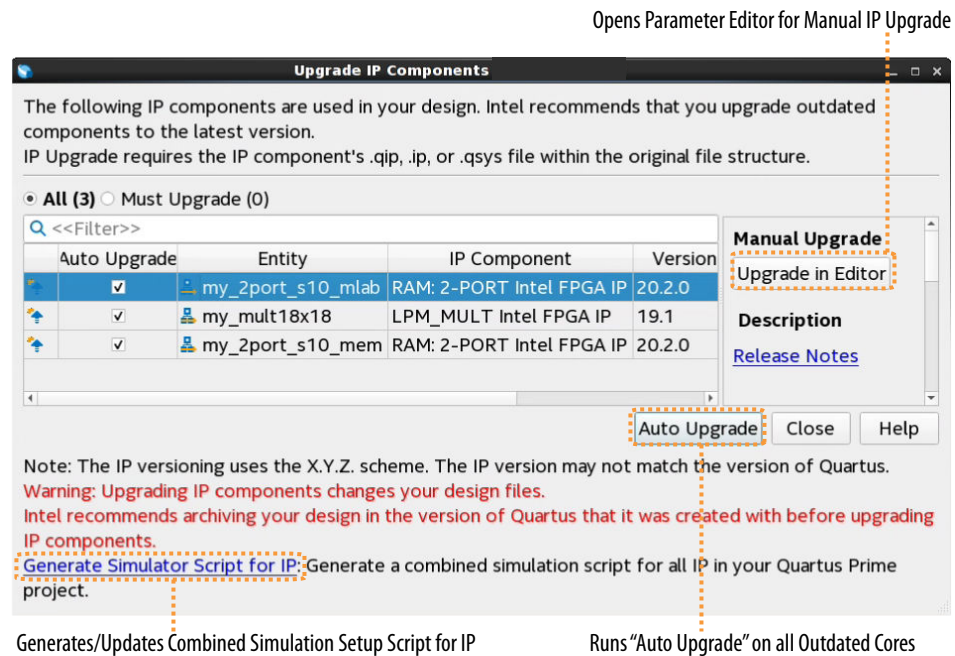 Opens Parameter Editor for Manual IP Upgrade
Upgrade IP Components
The following IP components are used in your design. Intel recommends that you upgrade outdated
components to the latest version.
IP Upgrade requires the IP component's .qip, .ip, or .qsys file within the original file structure.
All (3) Must Upgrade (0)
<<Filter>>
Auto Upgrade Entity IP Component Version
my_2port_s10_mlab RAM: 2-PORT Intel FPGA IP 20.2.0
my_mult18x18 LPM_MULT Intel FPGA IP 19.1
my_2port_s10_mem RAM: 2-PORT Intel FPGA IP 20.2.0
Manual Upgrade
Upgrade in Editor
Description
Release Notes
Auto Upgrade Close Help
Note: The IP versioning uses the X.Y.Z. scheme. The IP version may not match the version of Quartus.
Warning: Upgrading IP components changes your design files.
Intel recommends archiving your design in the version of Quartus that it was created with before upgrading
IP components.
Generate Simulator Script for IP: Generate a combined simulation script for all IP in your Quartus Prime
project.
Generates/Updates Combined Simulation Setup Script for IP
Runs “Auto Upgrade” on all Outdated Cores